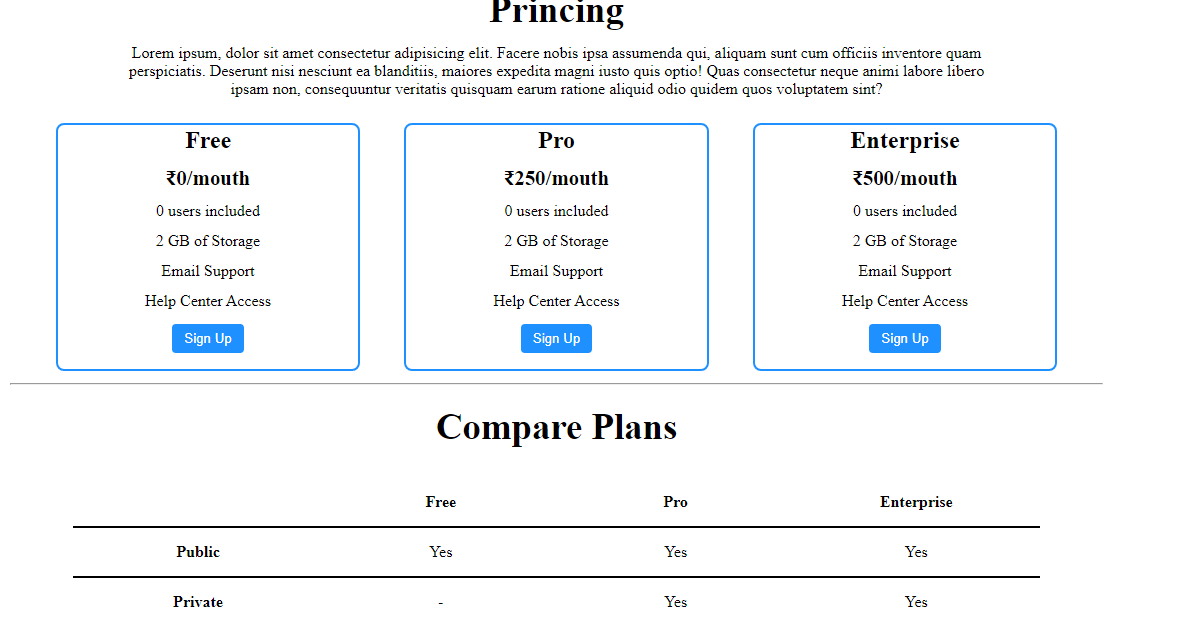 Princing
Lorem ipsum, dolor sit amet consectetur adipisicing elit. Facere nobis ipsa assumenda qui, aliquam sunt cum officiis inventore quam
perspiciatis. Deserunt nisi nesciunt ea blanditiis, maiores expedita magni iusto quis optio! Quas consectetur neque animi labore libero
ipsam non, consequuntur veritatis quisquam earum ratione aliquid odio quidem quos voluptatem sint?
Free
₹0/mouth
0 users included
2 GB of Storage
Email Support
Help Center Access
Sign Up
Pro
₹250/mouth
0 users included
2 GB of Storage
Email Support
Help Center Access
Sign Up
Enterprise
₹500/mouth
0 users included
2 GB of Storage
Email Support
Help Center Access
Sign Up
Compare Plans
Free Pro Enterprise
Public Yes Yes Yes
Private - Yes Yes